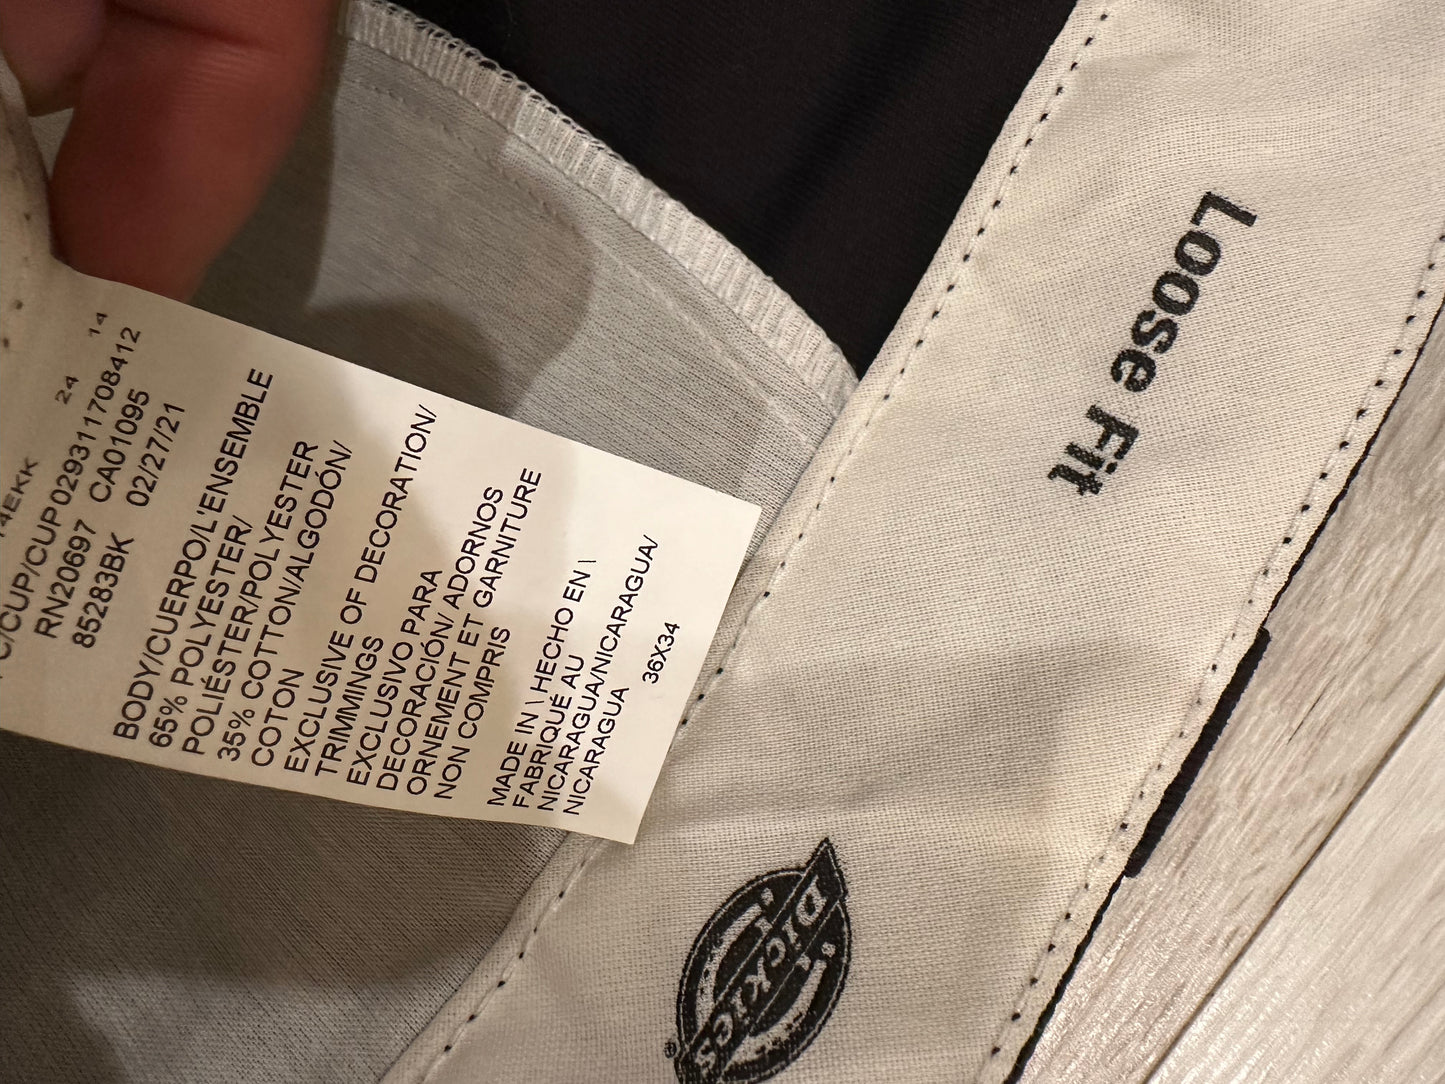 24 14
C/CUP/CUP029311708412
RN20697 CA01095
85283BK 02/27/21
BODY/CUERPO/L'ENSEMBLE
65% POLYESTER/
POLIÉSTER/POLYESTER
35% COTTON/ALGODÓN/
COTON
EXCLUSIVE OF DECORATION/
TRIMMINGS
EXCLUSIVO PARA
DECORACIÓN/ ADORNOS
ORNEMENT ET GARNITURE
NON COMPRIS
MADE IN \ HECHO EN \
FABRIQUÉ AU
NICARAGUA/NICARAGUA/
NICARAGUA
36X34
Loose Fit
DICKIES
®